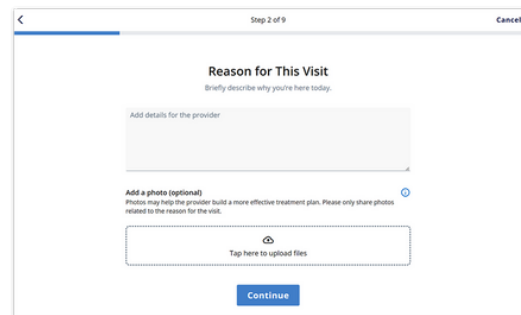 Step 2 of 9
Cancel
Reason for This Visit
Briefly describe why you're here today.
Add details for the provider
Add a photo (optional)
Photos may help the provider build a more effective treatment plan. Please only share photos
related to the reason for the visit.
Tap here to upload files
Continue